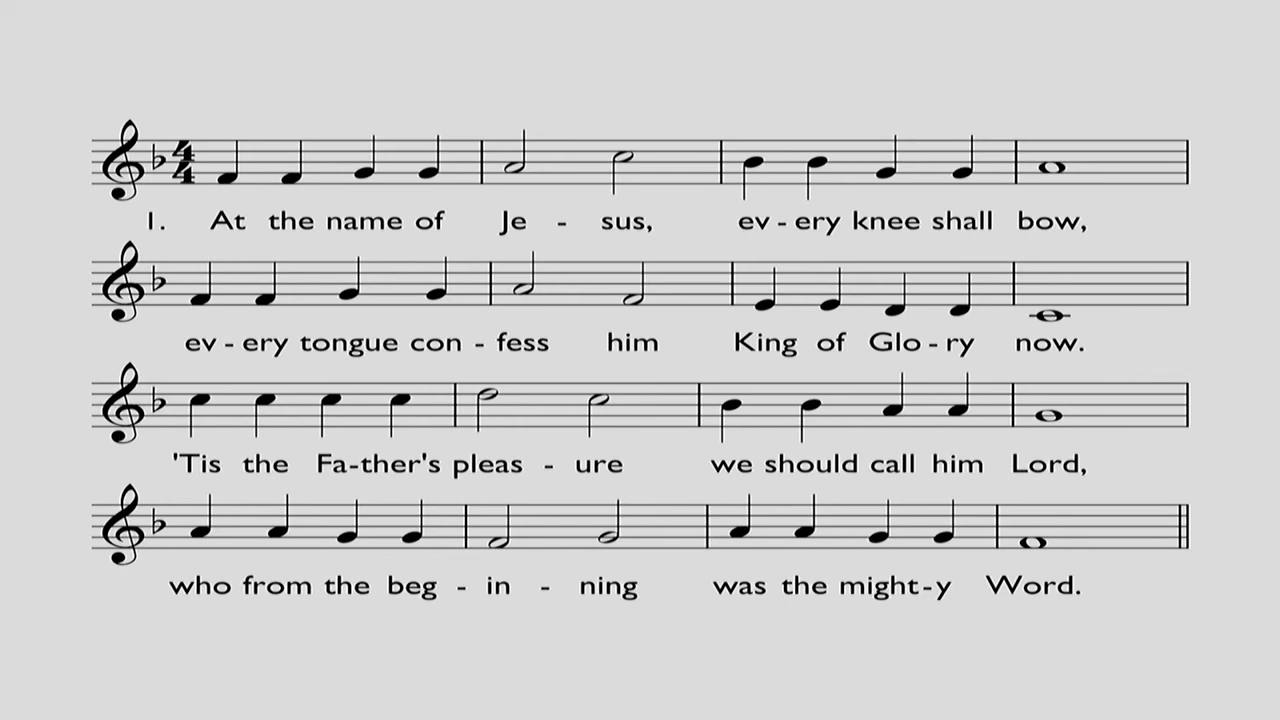 1. At the name of Je - sus, ev - ery knee shall bow,
ev - ery tongue con - fess him King of Glo - ry now.
'Tis the Fa-ther's pleas - ure we should call him Lord,
who from the beg - in - ning was the might-y Word.